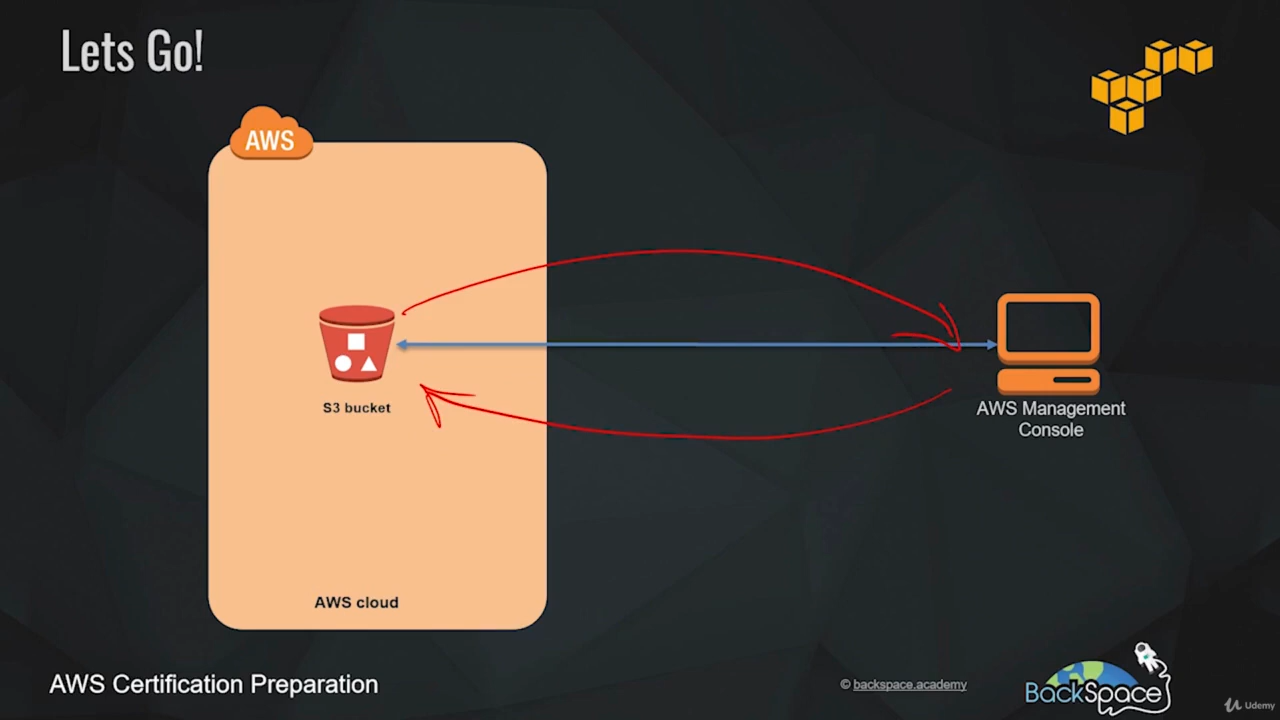 Lets Go!
AWS
S3 bucket
AWS Management
Console
AWS cloud
AWS Certification Preparation
© backspace.academy
BackSpace
Udemy